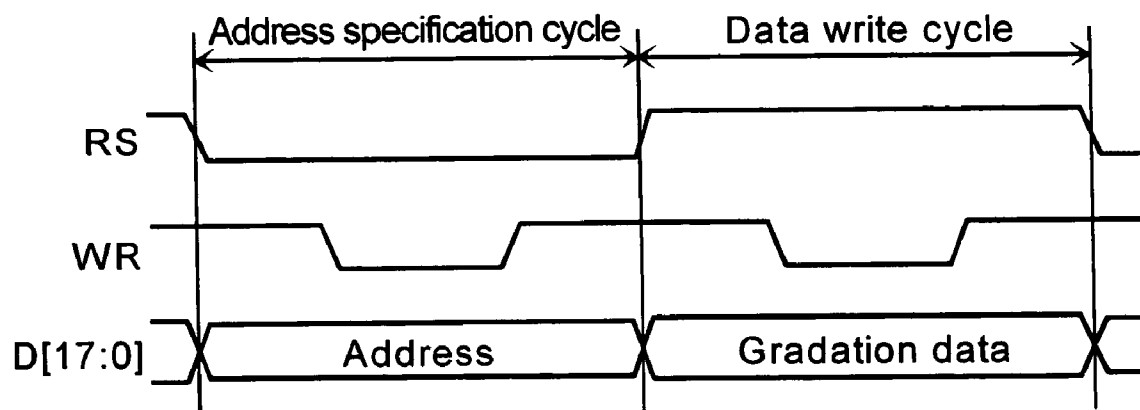 Address specification cycle Data write cycle
RS
WR
D[17:0] Address Gradation data